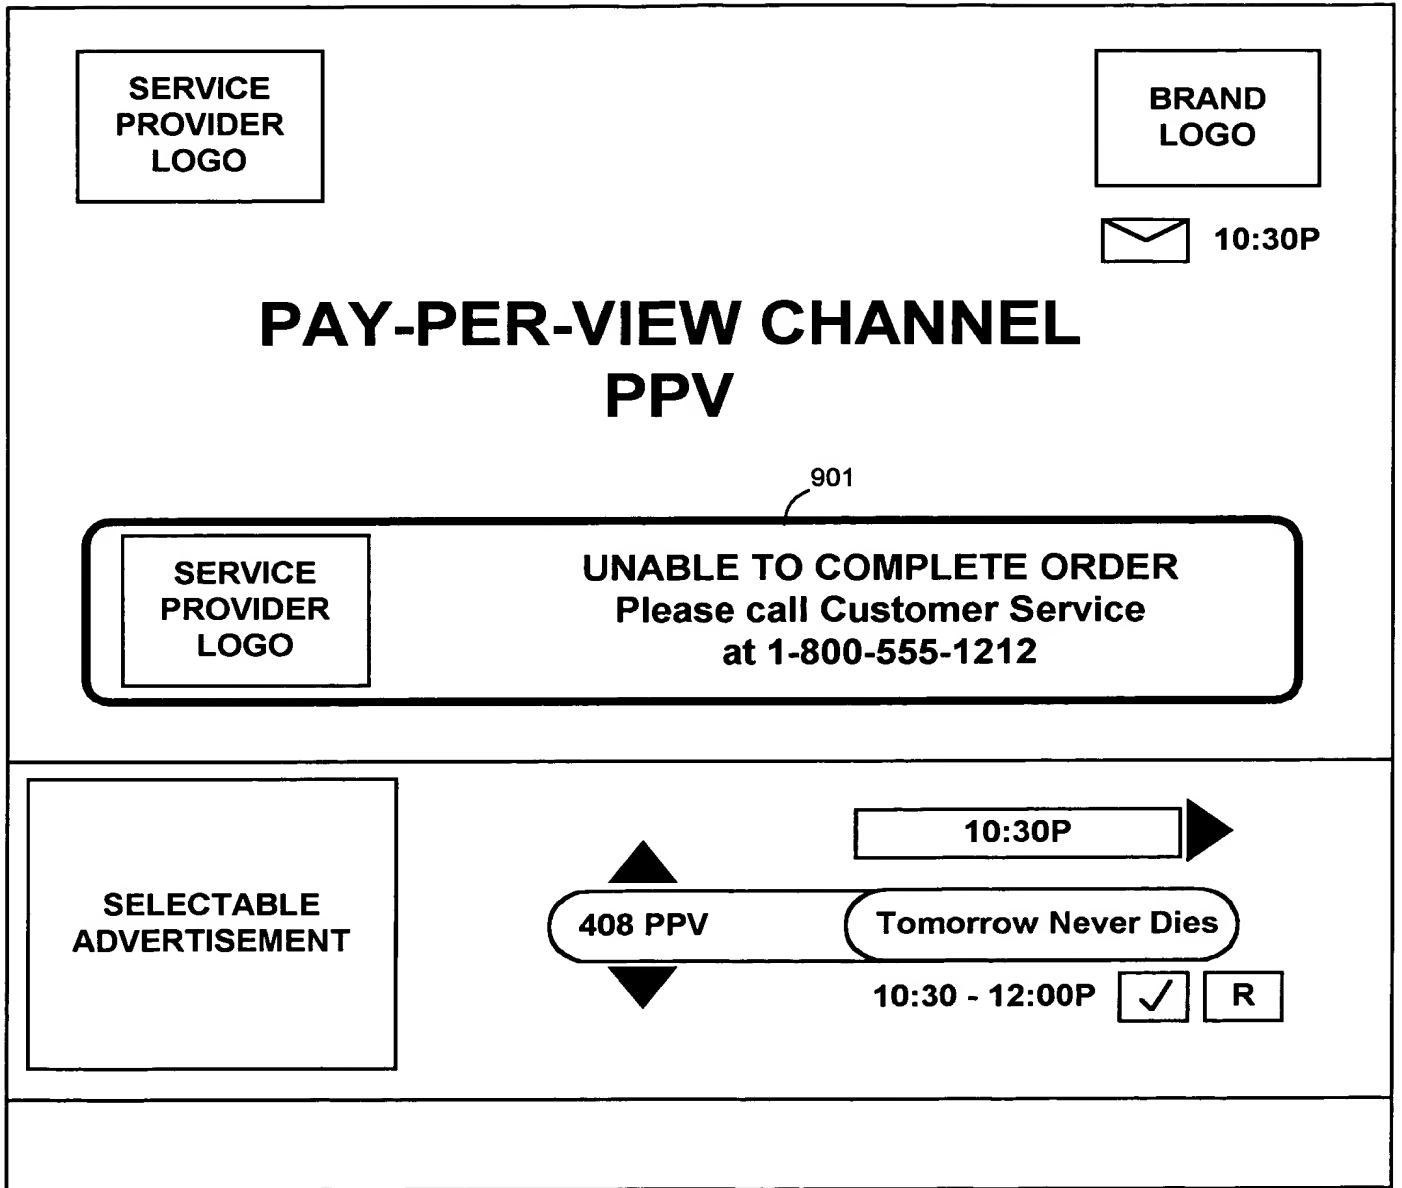 SERVICE
PROVIDER
LOGO
BRAND
LOGO
10:30P
PAY-PER-VIEW CHANNEL
PPV
901
SERVICE
PROVIDER
LOGO
UNABLE TO COMPLETE ORDER
Please call Customer Service
at 1-800-555-1212
SELECTABLE
ADVERTISEMENT
10:30P
408 PPV
Tomorrow Never Dies
10:30 - 12:00P
R